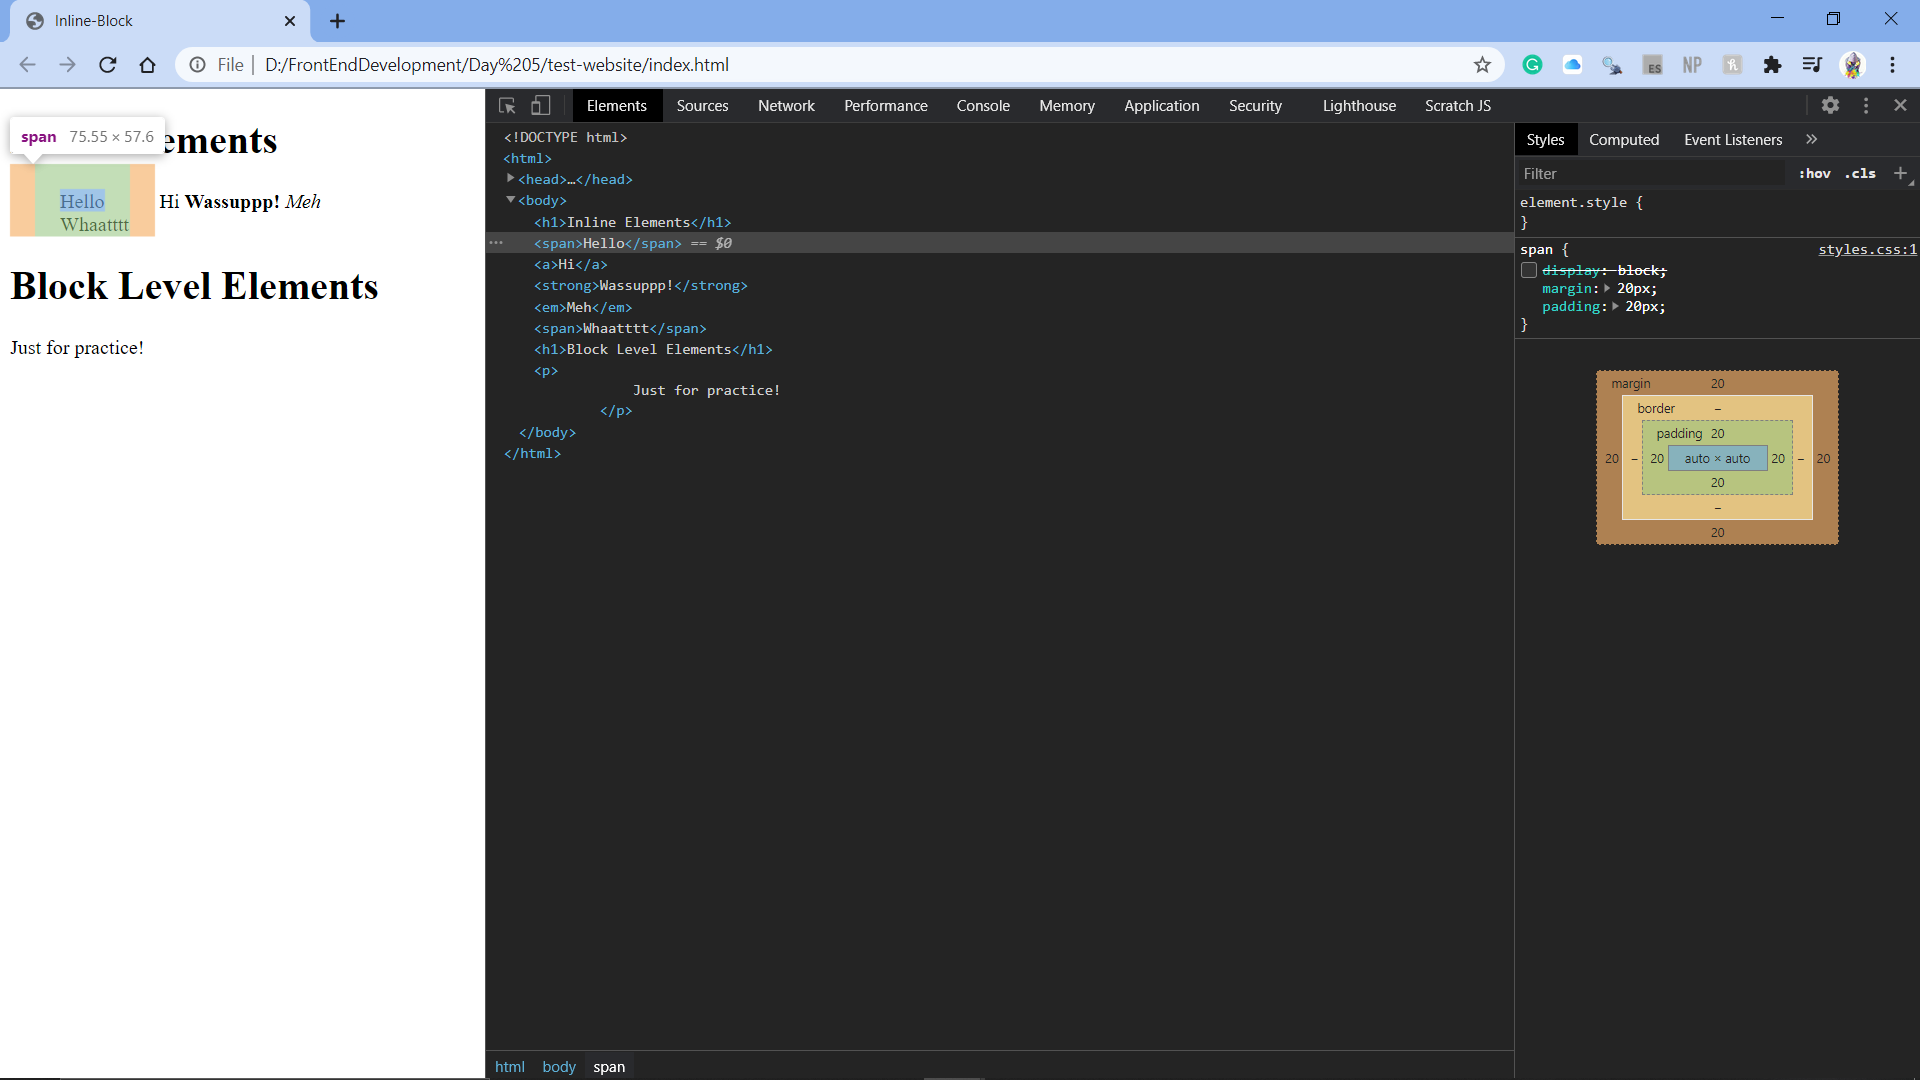 Inline-Block
File
D:/FrontEndDevelopment/Day%205/test-website/index.html
ES
NP
span 75.55 × 57.6
ements
Hello Hi Wassuppp! Meh
Whaatttt
Block Level Elements
Just for practice!
Elements Sources Network Performance Console Memory Application Security Lighthouse Scratch JS
<!DOCTYPE html>
<html>
<head>…</head>
<body>
<h1>Inline Elements</h1>
<span>Hello</span> == $0
<a>Hi</a>
<strong>Wassuppp!</strong>
<em>Meh</em>
<span>Whaatttt</span>
<h1>Block Level Elements</h1>
<p>
Just for practice!
</p>
</body>
</html>
html body span
Styles Computed Event Listeners »
Filter :hov .cls +
element.style {
}
span { styles.css:1
display: block;
margin: 20px;
padding: 20px;
}
margin 20
border –
padding 20
20 – 20 auto × auto 20 – 20
20
–
20